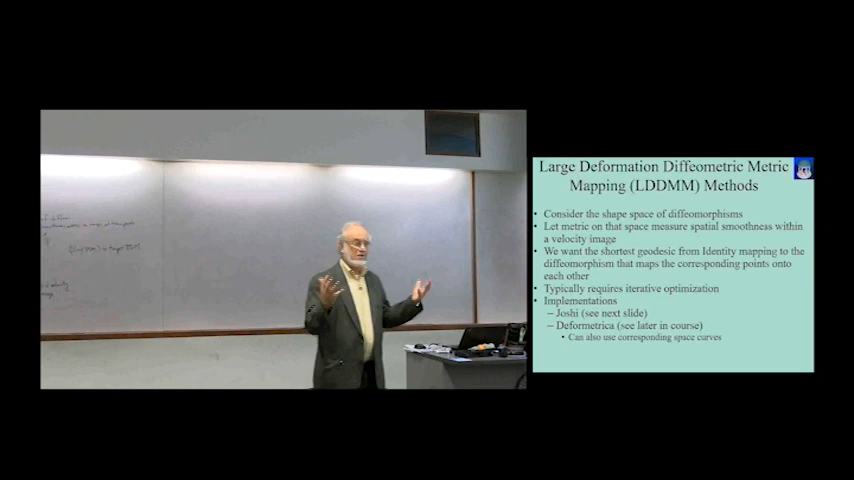 Large Deformation Diffeometric Metric
Mapping (LDDMM) Methods
• Consider the shape space of diffeomorphisms
• Let metric on that space measure spatial smoothness within
a velocity image
• We want the shortest geodesic from Identity mapping to the
diffeomorphism that maps the corresponding points onto
each other
• Typically requires iterative optimization
• Implementations
– Joshi (see next slide)
– Deformetrica (see later in course)
• Can also use corresponding space curves